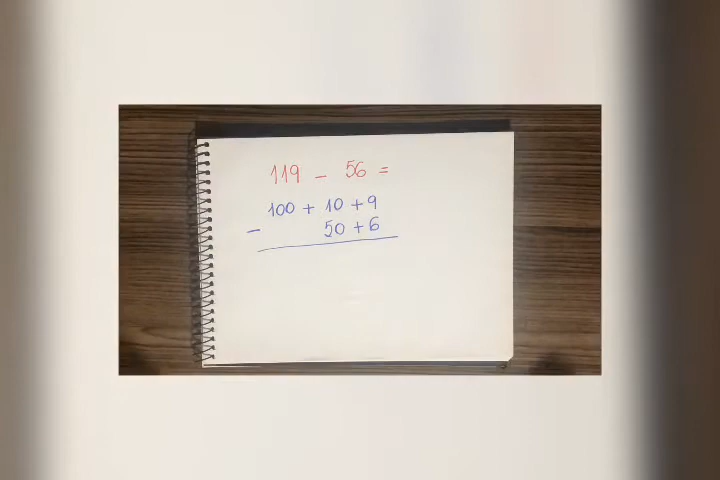 119 - 56 =
100 + 10 + 9
- 50 + 6